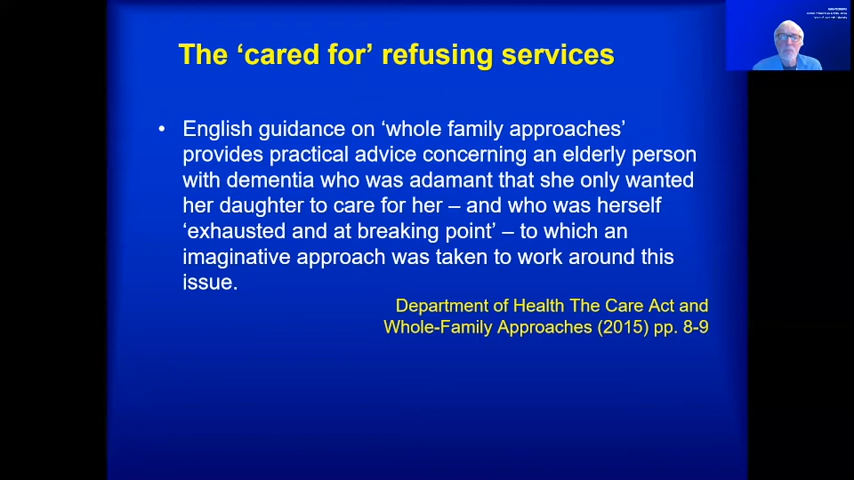 The ‘cared for’ refusing services
• English guidance on ‘whole family approaches’
provides practical advice concerning an elderly person
with dementia who was adamant that she only wanted
her daughter to care for her – and who was herself
‘exhausted and at breaking point’ – to which an
imaginative approach was taken to work around this
issue.
Department of Health The Care Act and
Whole-Family Approaches (2015) pp. 8-9